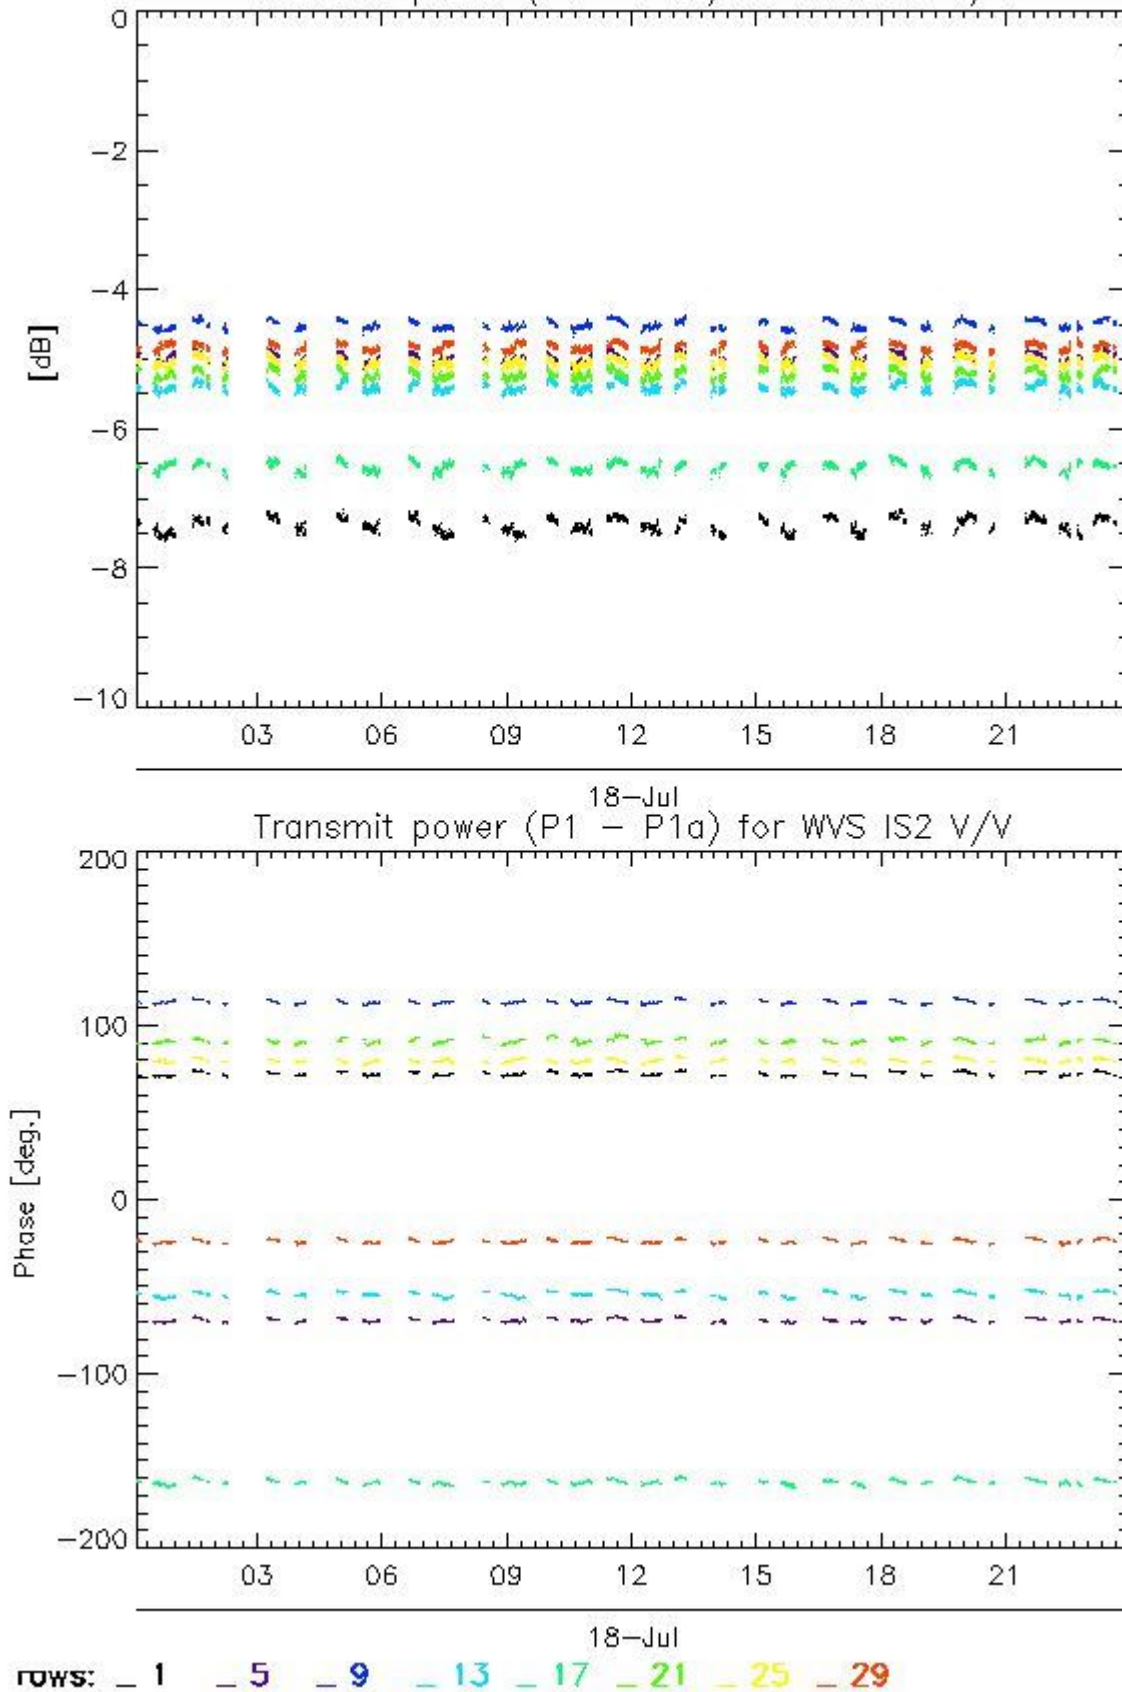 0
−2
−4
[dB]
−6
−8
−10
03 06 09 12 15 18 21
18−Jul
Transmit power (P1 − P1a) for WVS IS2 V/V
200
100
Phase [deg.]
0
−100
−200
03 06 09 12 15 18 21
18−Jul
rows: _ 1 _ 5 _ 9 _ 13 _ 17 _ 21 _ 25 _ 29